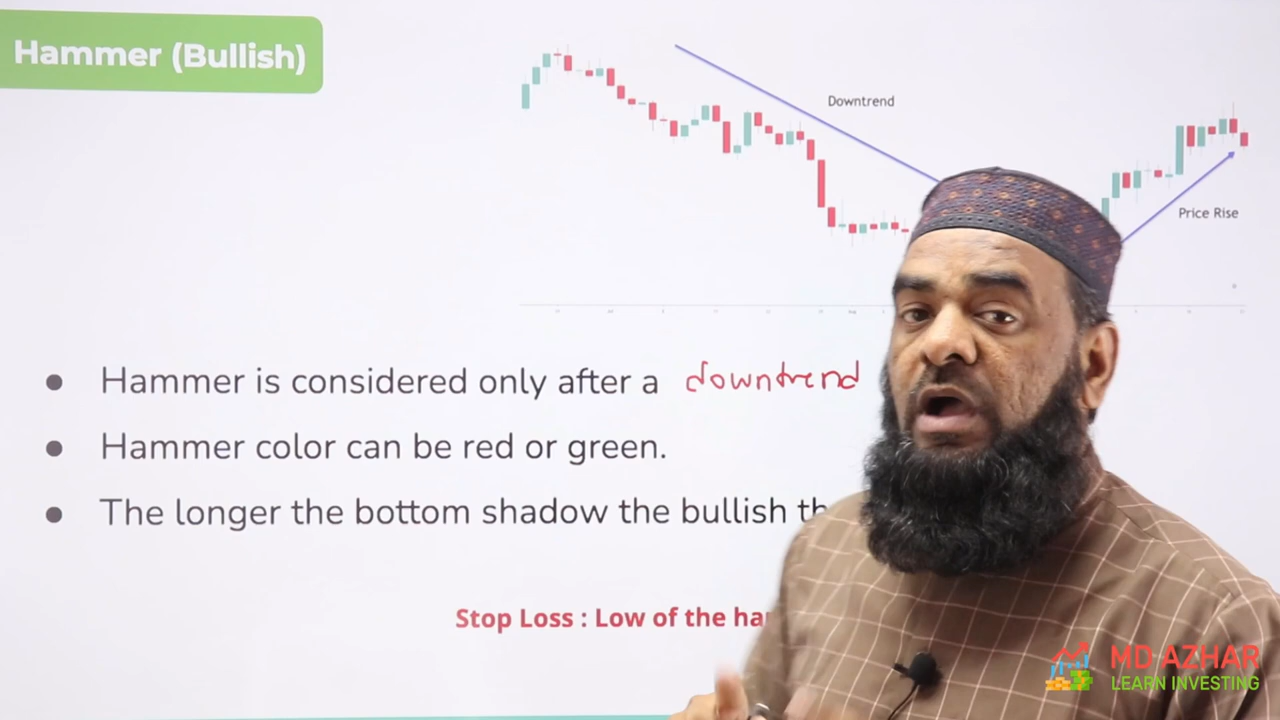 Hammer (Bullish)
Downtrend
Price Rise
Hammer is considered only after a downtrend
Hammer color can be red or green.
The longer the bottom shadow the bullish
Stop Loss : Low of the
MD AZHAR
LEARN INVESTING